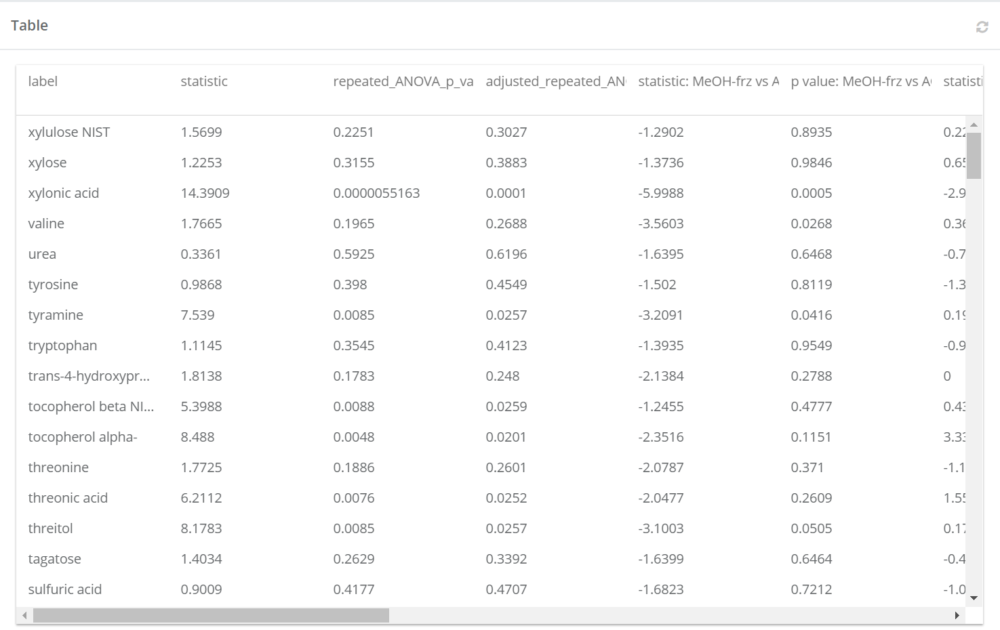 Table
label statistic repeated_ANOVA_p_va adjusted_repeated_AN statistic: MeOH-frz vs A p value: MeOH-frz vs A statisti
xylulose NIST 1.5699 0.2251 0.3027 -1.2902 0.8935 0.22
xylose 1.2253 0.3155 0.3883 -1.3736 0.9846 0.65
xylonic acid 14.3909 0.0000055163 0.0001 -5.9988 0.0005 -2.9
valine 1.7665 0.1965 0.2688 -3.5603 0.0268 0.36
urea 0.3361 0.5925 0.6196 -1.6395 0.6468 -0.7
tyrosine 0.9868 0.398 0.4549 -1.502 0.8119 -1.3
tyramine 7.539 0.0085 0.0257 -3.2091 0.0416 0.19
tryptophan 1.1145 0.3545 0.4123 -1.3935 0.9549 -0.9
trans-4-hydroxypr... 1.8138 0.1783 0.248 -2.1384 0.2788 0
tocopherol beta NI... 5.3988 0.0088 0.0259 -1.2455 0.4777 0.43
tocopherol alpha- 8.488 0.0048 0.0201 -2.3516 0.1151 3.33
threonine 1.7725 0.1886 0.2601 -2.0787 0.371 -1.1
threonic acid 6.2112 0.0076 0.0252 -2.0477 0.2609 1.55
threitol 8.1783 0.0085 0.0257 -3.1003 0.0505 0.17
tagatose 1.4034 0.2629 0.3392 -1.6399 0.6464 -0.4
sulfuric acid 0.9009 0.4177 0.4707 -1.6823 0.7212 -1.0